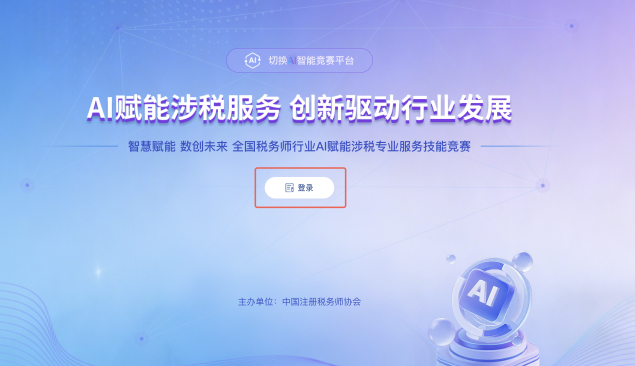 AI 切换 AI智能竞赛平台
AI赋能涉税服务 创新驱动行业发展
智慧赋能 数创未来 全国税务师行业AI赋能涉税专业服务技能竞赛
登录
主办单位：中国注册税务师协会
AI